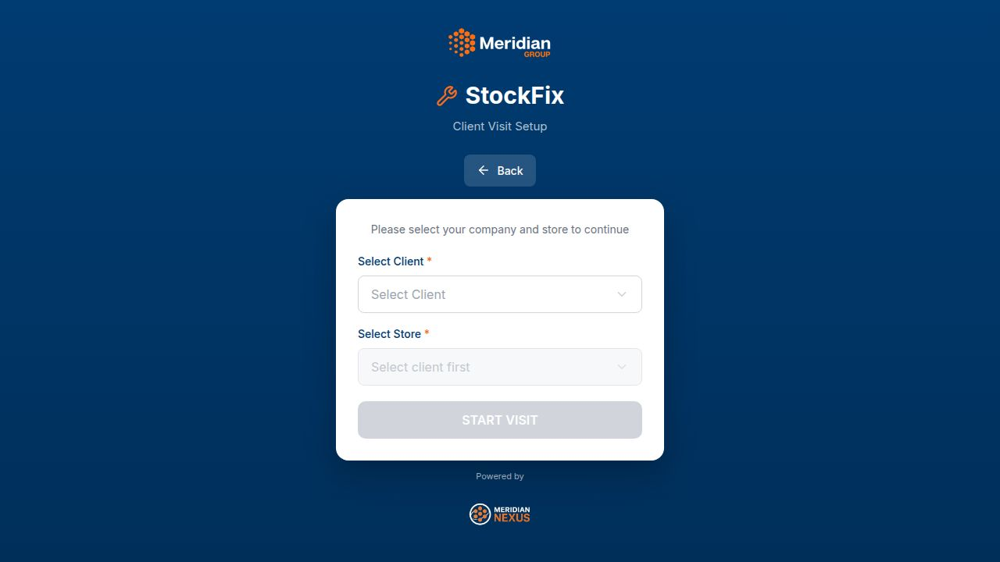 Meridian
GROUP
StockFix
Client Visit Setup
Back
Please select your company and store to continue
Select Client *
Select Client
Select Store *
Select client first
START VISIT
Powered by
MERIDIAN
NEXUS